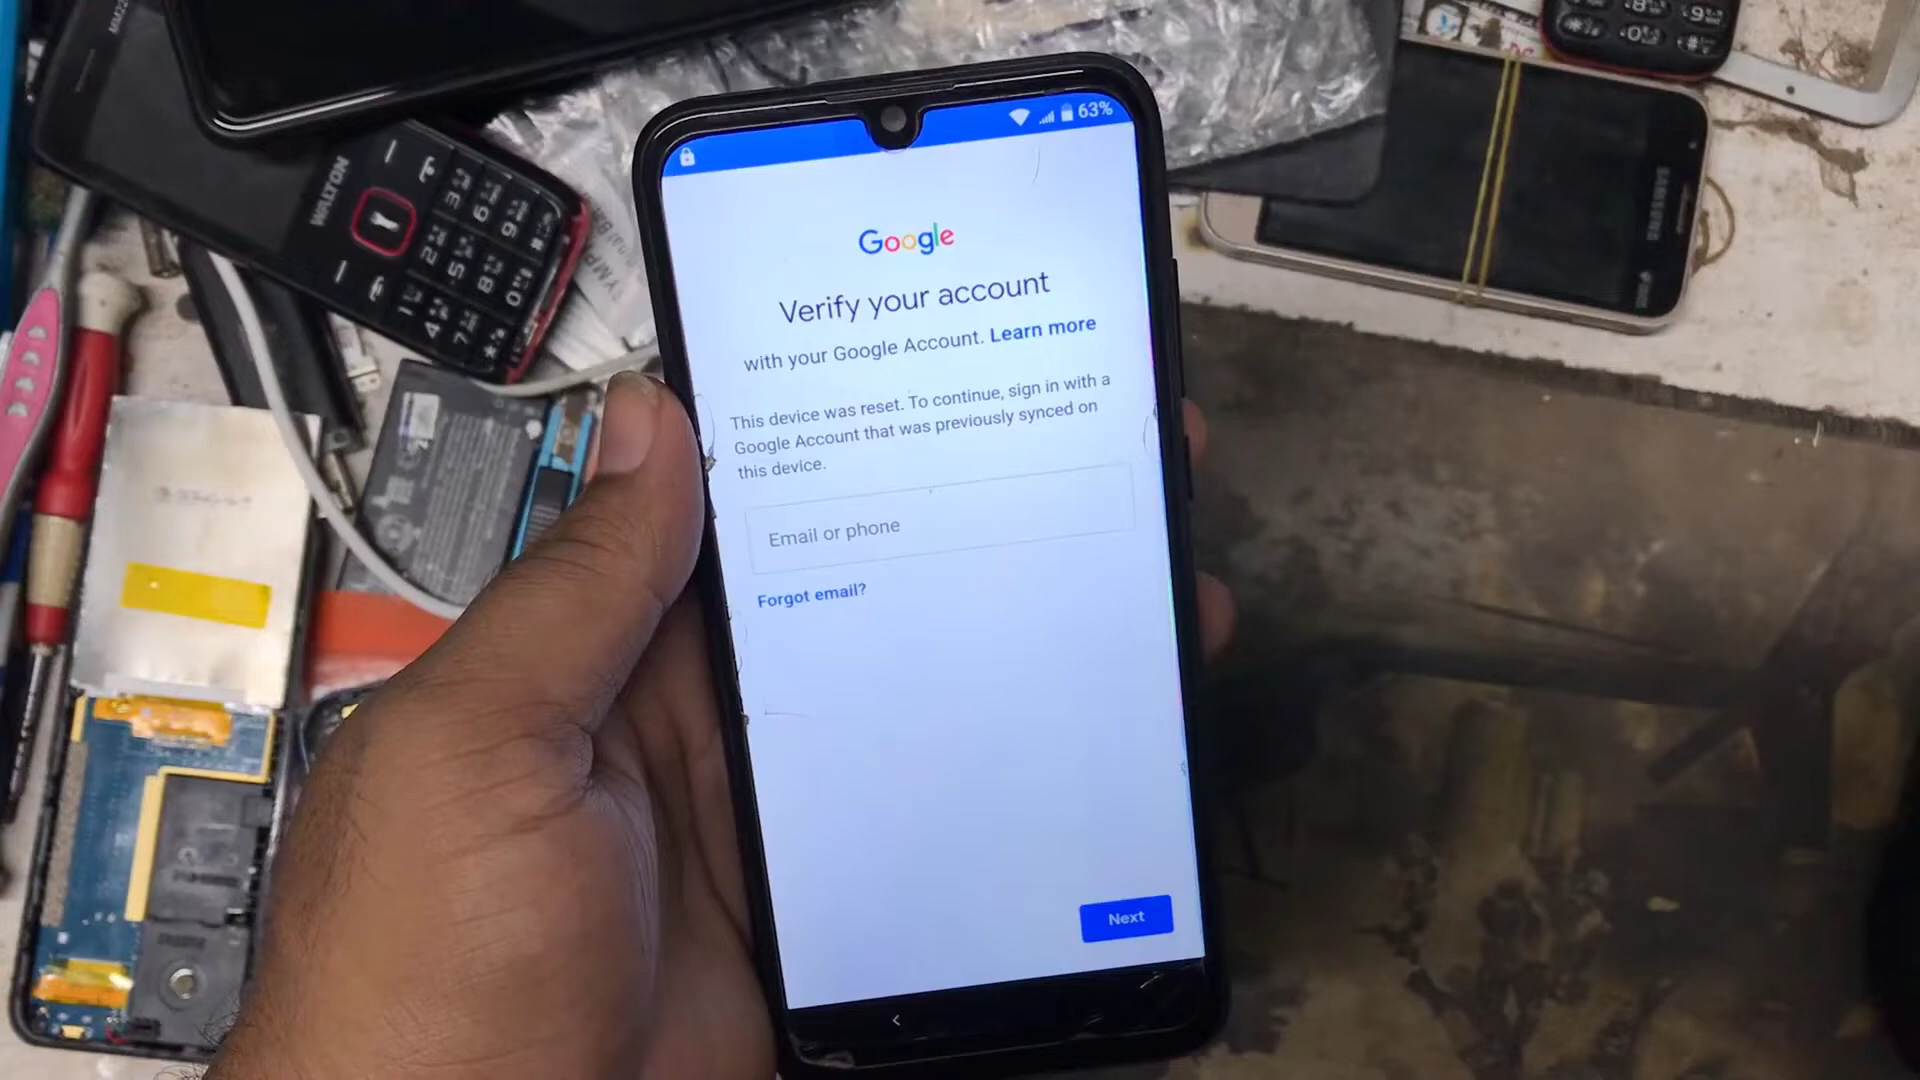 63%
Google
Verify your account
with your Google Account. Learn more
This device was reset. To continue, sign in with a
Google Account that was previously synced on
this device.
Email or phone
Forgot email?
Next
WALTON
SAMSUNG